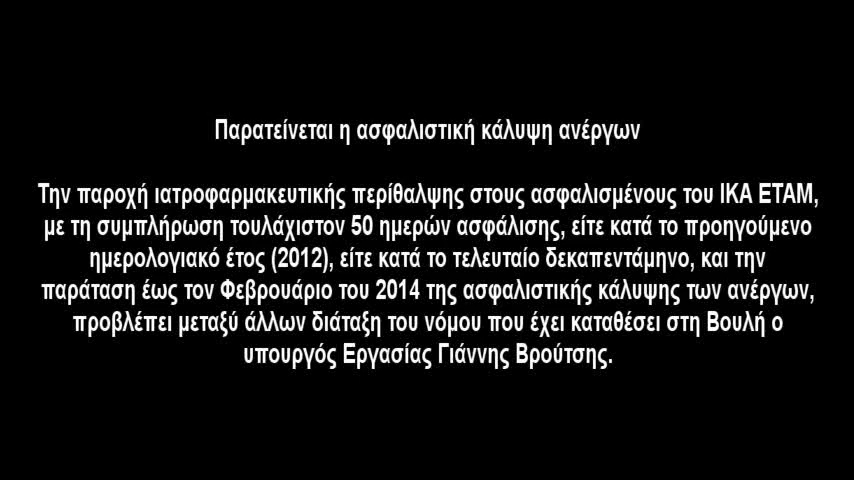 Παρατείνεται η ασφαλιστική κάλυψη ανέργων
Την παροχή ιατροφαρμακευτικής περίθαλψης στους ασφαλισμένους του ΙΚΑ ΕΤΑΜ,
με τη συμπλήρωση τουλάχιστον 50 ημερών ασφάλισης, είτε κατά το προηγούμενο
ημερολογιακό έτος (2012), είτε κατά το τελευταίο δεκαπεντάμηνο, και την
παράταση έως τον Φεβρουάριο του 2014 της ασφαλιστικής κάλυψης των ανέργων,
προβλέπει μεταξύ άλλων διάταξη του νόμου που έχει καταθέσει στη Βουλή ο
υπουργός Εργασίας Γιάννης Βρούτσης.